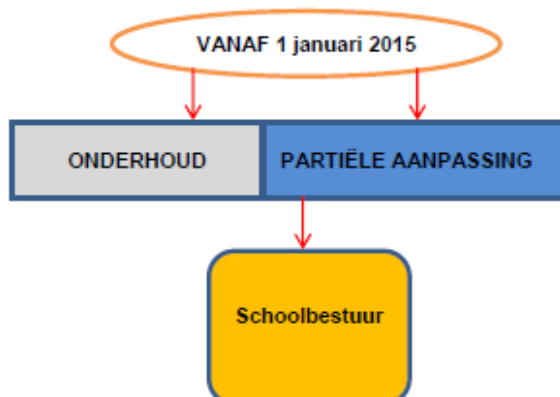 VANAF 1 januari 2015
ONDERHOUD
PARTIËLE AANPASSING
Schoolbestuur